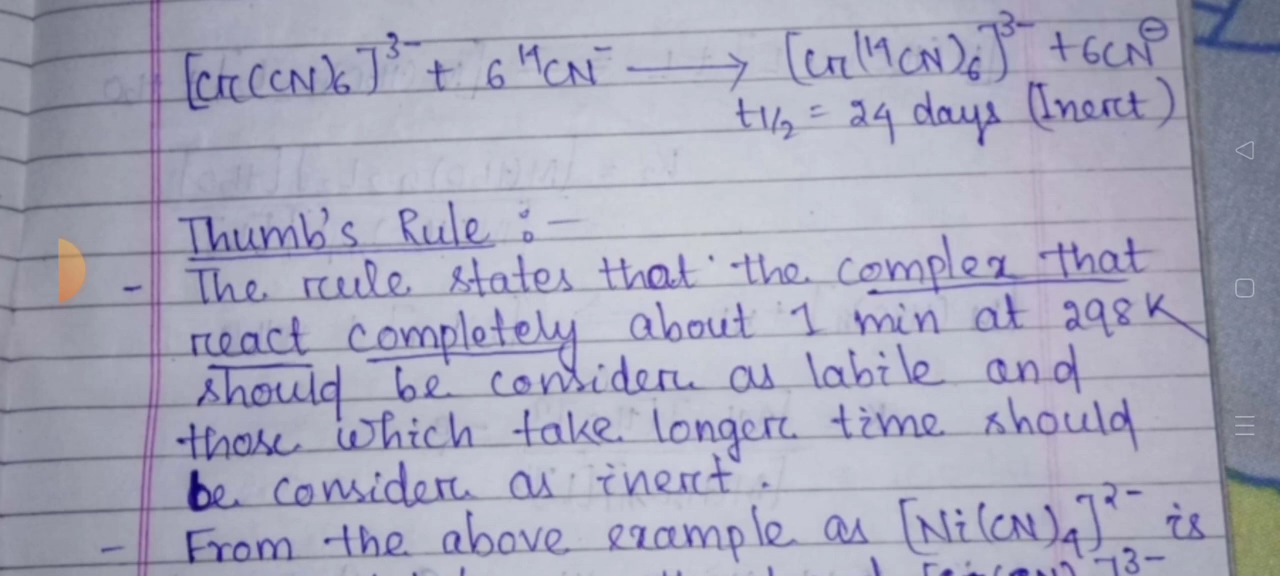 [Cr(CN)6]3- + 6 14CN- ⟶ [Cr(14CN)6]3- + 6CN⊖
t1/2 = 24 days (Inert)
Thumb's Rule :-
- The rule states that the complex that
react completely about 1 min at 298K
should be consider as labile and
those which take longer time should
be consider as inert.
- From the above example as [Ni(CN)4]2- is